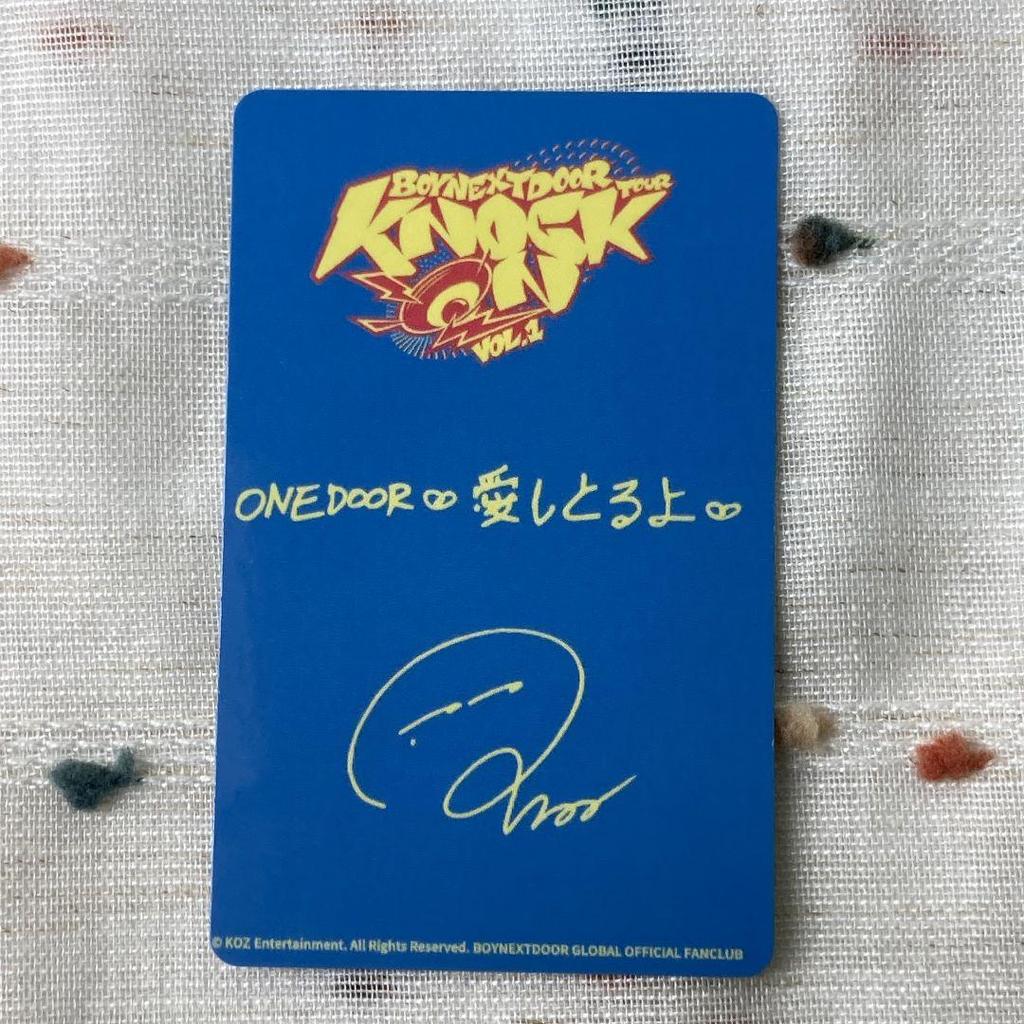 BOYNEXTDOOR TOUR
KNOCK
ON
VOL.1
ONEDOOR♡ 愛しとるよ♡
© KOZ Entertainment. All Rights Reserved. BOYNEXTDOOR GLOBAL OFFICIAL FANCLUB